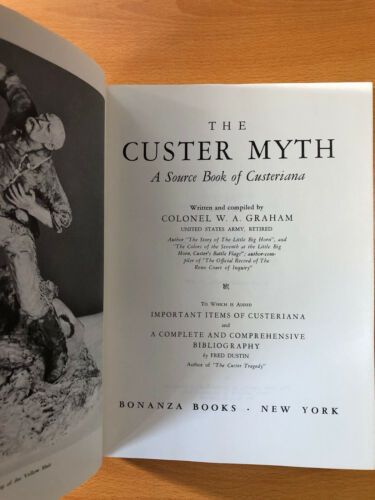 THE
CUSTER MYTH
A Source Book of Custeriana
Written and compiled by
COLONEL W. A. GRAHAM
UNITED STATES ARMY, RETIRED
Author "The Story of The Little Big Horn", and
"The Colors of the Seventh at the Little Big
Horn, Custer's Battle Flags"; author-com-
piler of "The Official Record of The
Reno Court of Inquiry"
TO WHICH IS ADDED
IMPORTANT ITEMS OF CUSTERIANA
and
A COMPLETE AND COMPREHENSIVE
BIBLIOGRAPHY
by FRED DUSTIN
Author of "The Custer Tragedy"
BONANZA BOOKS · NEW YORK
of the Yellow Hair